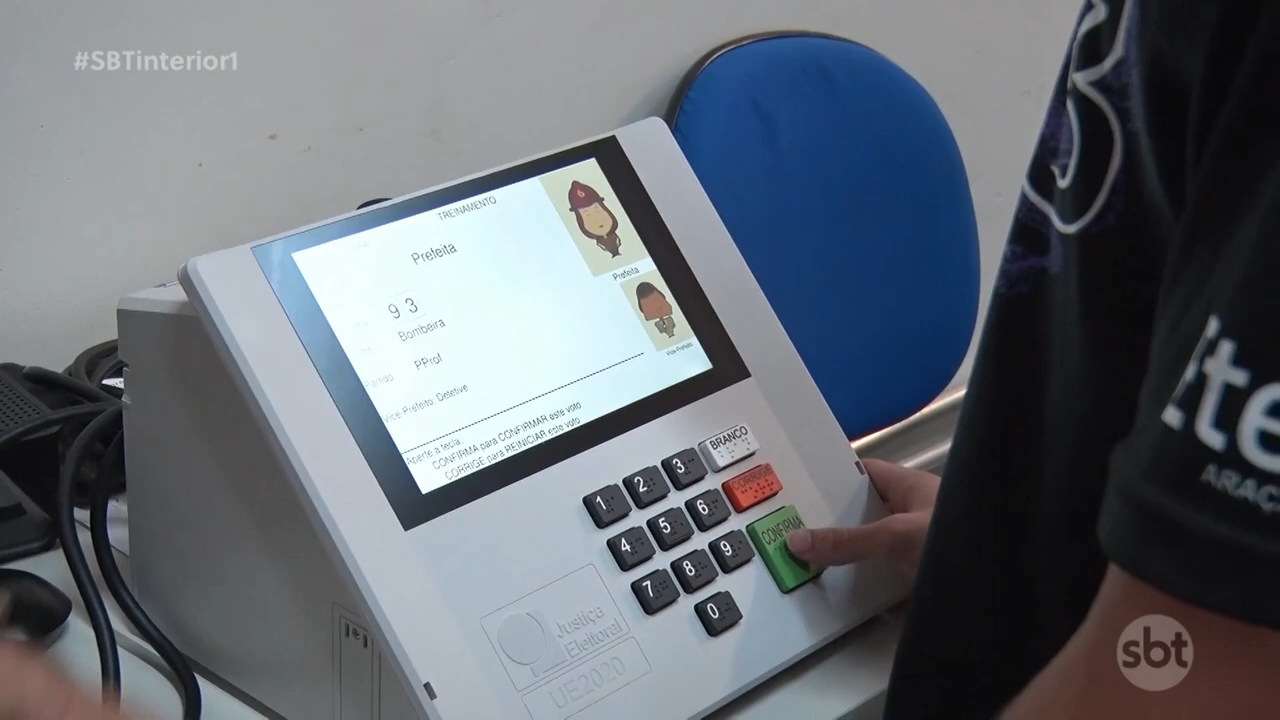 #SBTinterior1
TREINAMENTO
Prefeita
9 3
Bombeira
PProf
Partido
Vice-Prefeito: Detetive
Aperte a tecla:
CONFIRMA para CONFIRMAR este voto
CORRIGE para REINICIAR este voto
Prefeita
Vice-Prefeito
1 2 3 BRANCO
4 5 6 CORRIGE
7 8 9 CONFIRMA
0
Justiça
Eleitoral
UE2020
ARAÇ
sbt